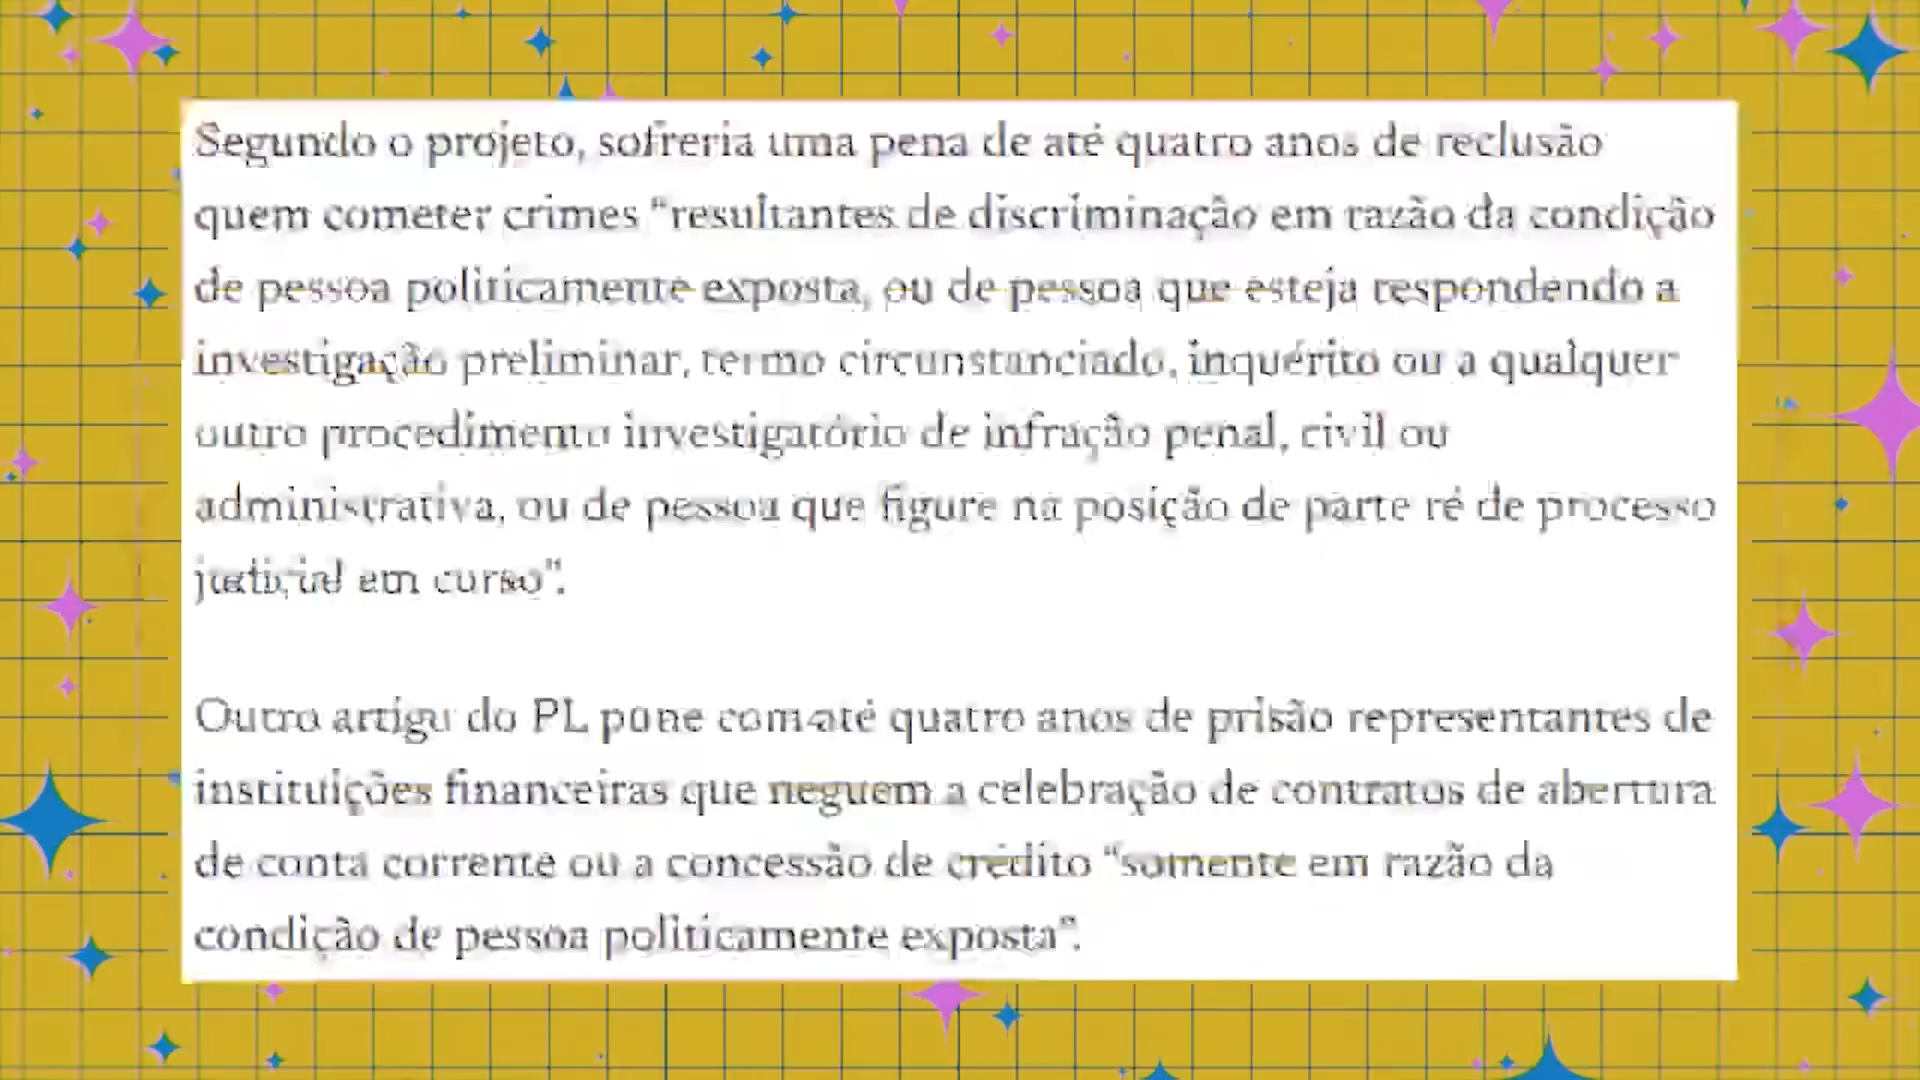 Segundo o projeto, sofreria uma pena de até quatro anos de reclusão
quem cometer crimes “resultantes de discriminação em razão da condição
de pessoa politicamente exposta, ou de pessoa que esteja respondendo a
investigação preliminar, termo circunstanciado, inquérito ou a qualquer
outro procedimento investigatório de infração penal, civil ou
administrativa, ou de pessoa que figure na posição de parte ré de processo
judicial em curso”.
Outro artigo do PL pune com até quatro anos de prisão representantes de
instituições financeiras que neguem a celebração de contratos de abertura
de conta corrente ou a concessão de crédito “somente em razão da
condição de pessoa politicamente exposta”.